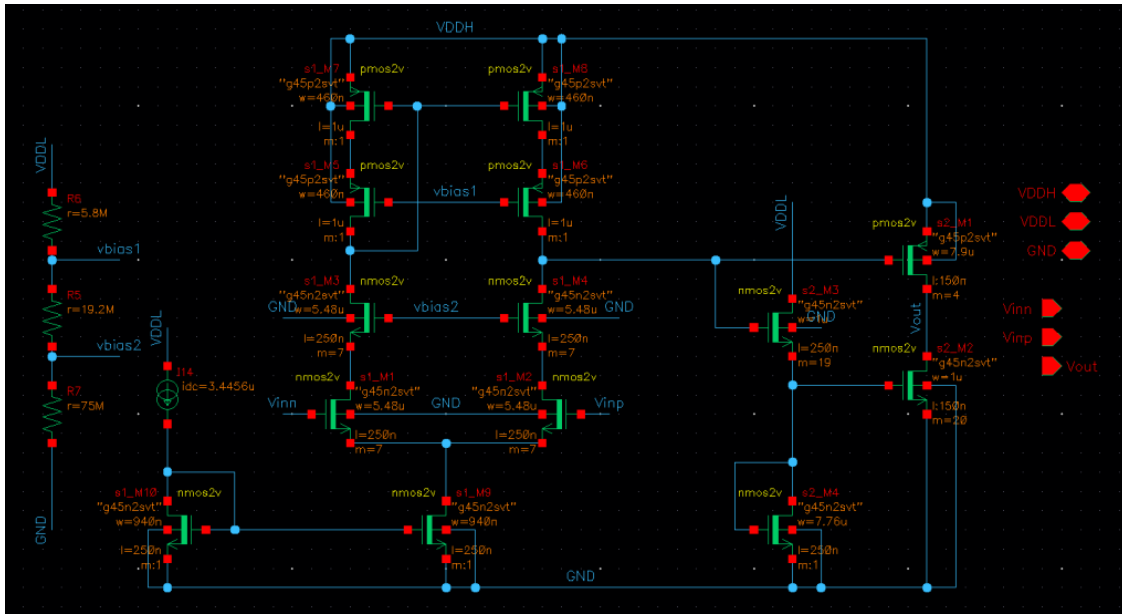 VDDH
s1_M7
pmos2v
"g45p2svt"
w=460n
l=1u
m:1
pmos2v
s1_M8
"g45p2svt"
w=460n
l=1u
m:1
s1_M5
pmos2v
"g45p2svt"
w=460n
l=1u
m:1
vbias1
pmos2v
s1_M6
"g45p2svt"
w=460n
l=1u
m:1
VDDL
R6
r=5.8M
vbias1
R5
r=19.2M
vbias2
R7
r=75M
GND
VDDL
I14
idc=3.4456u
s1_M3
nmos2v
"g45n2svt"
GND
w=5.48u
l=250n
m=7
vbias2
nmos2v
s1_M4
"g45n2svt"
w=5.48u
GND
l=250n
m=7
s1_M1
nmos2v
"g45n2svt"
Vinn
w=5.48u
l=250n
m=7
GND
s1_M2
nmos2v
"g45n2svt"
w=5.48u
Vinp
l=250n
m=7
s1_M10
nmos2v
"g45n2svt"
w=940n
l=250n
m:1
nmos2v
s1_M9
"g45n2svt"
w=940n
l=250n
m:1
GND
VDDL
nmos2v
s2_M3
"g45n2svt"
GND
l=250n
m=19
nmos2v
s2_M4
"g45n2svt"
w=7.76u
l=250n
m:1
pmos2v
s2_M1
"g45p2svt"
w=7.9u
l:150n
m=4
Vout
nmos2v
s2_M2
"g45n2svt"
w=1u
l:150n
m=20
VDDH
VDDL
GND
Vinn
Vinp
Vout